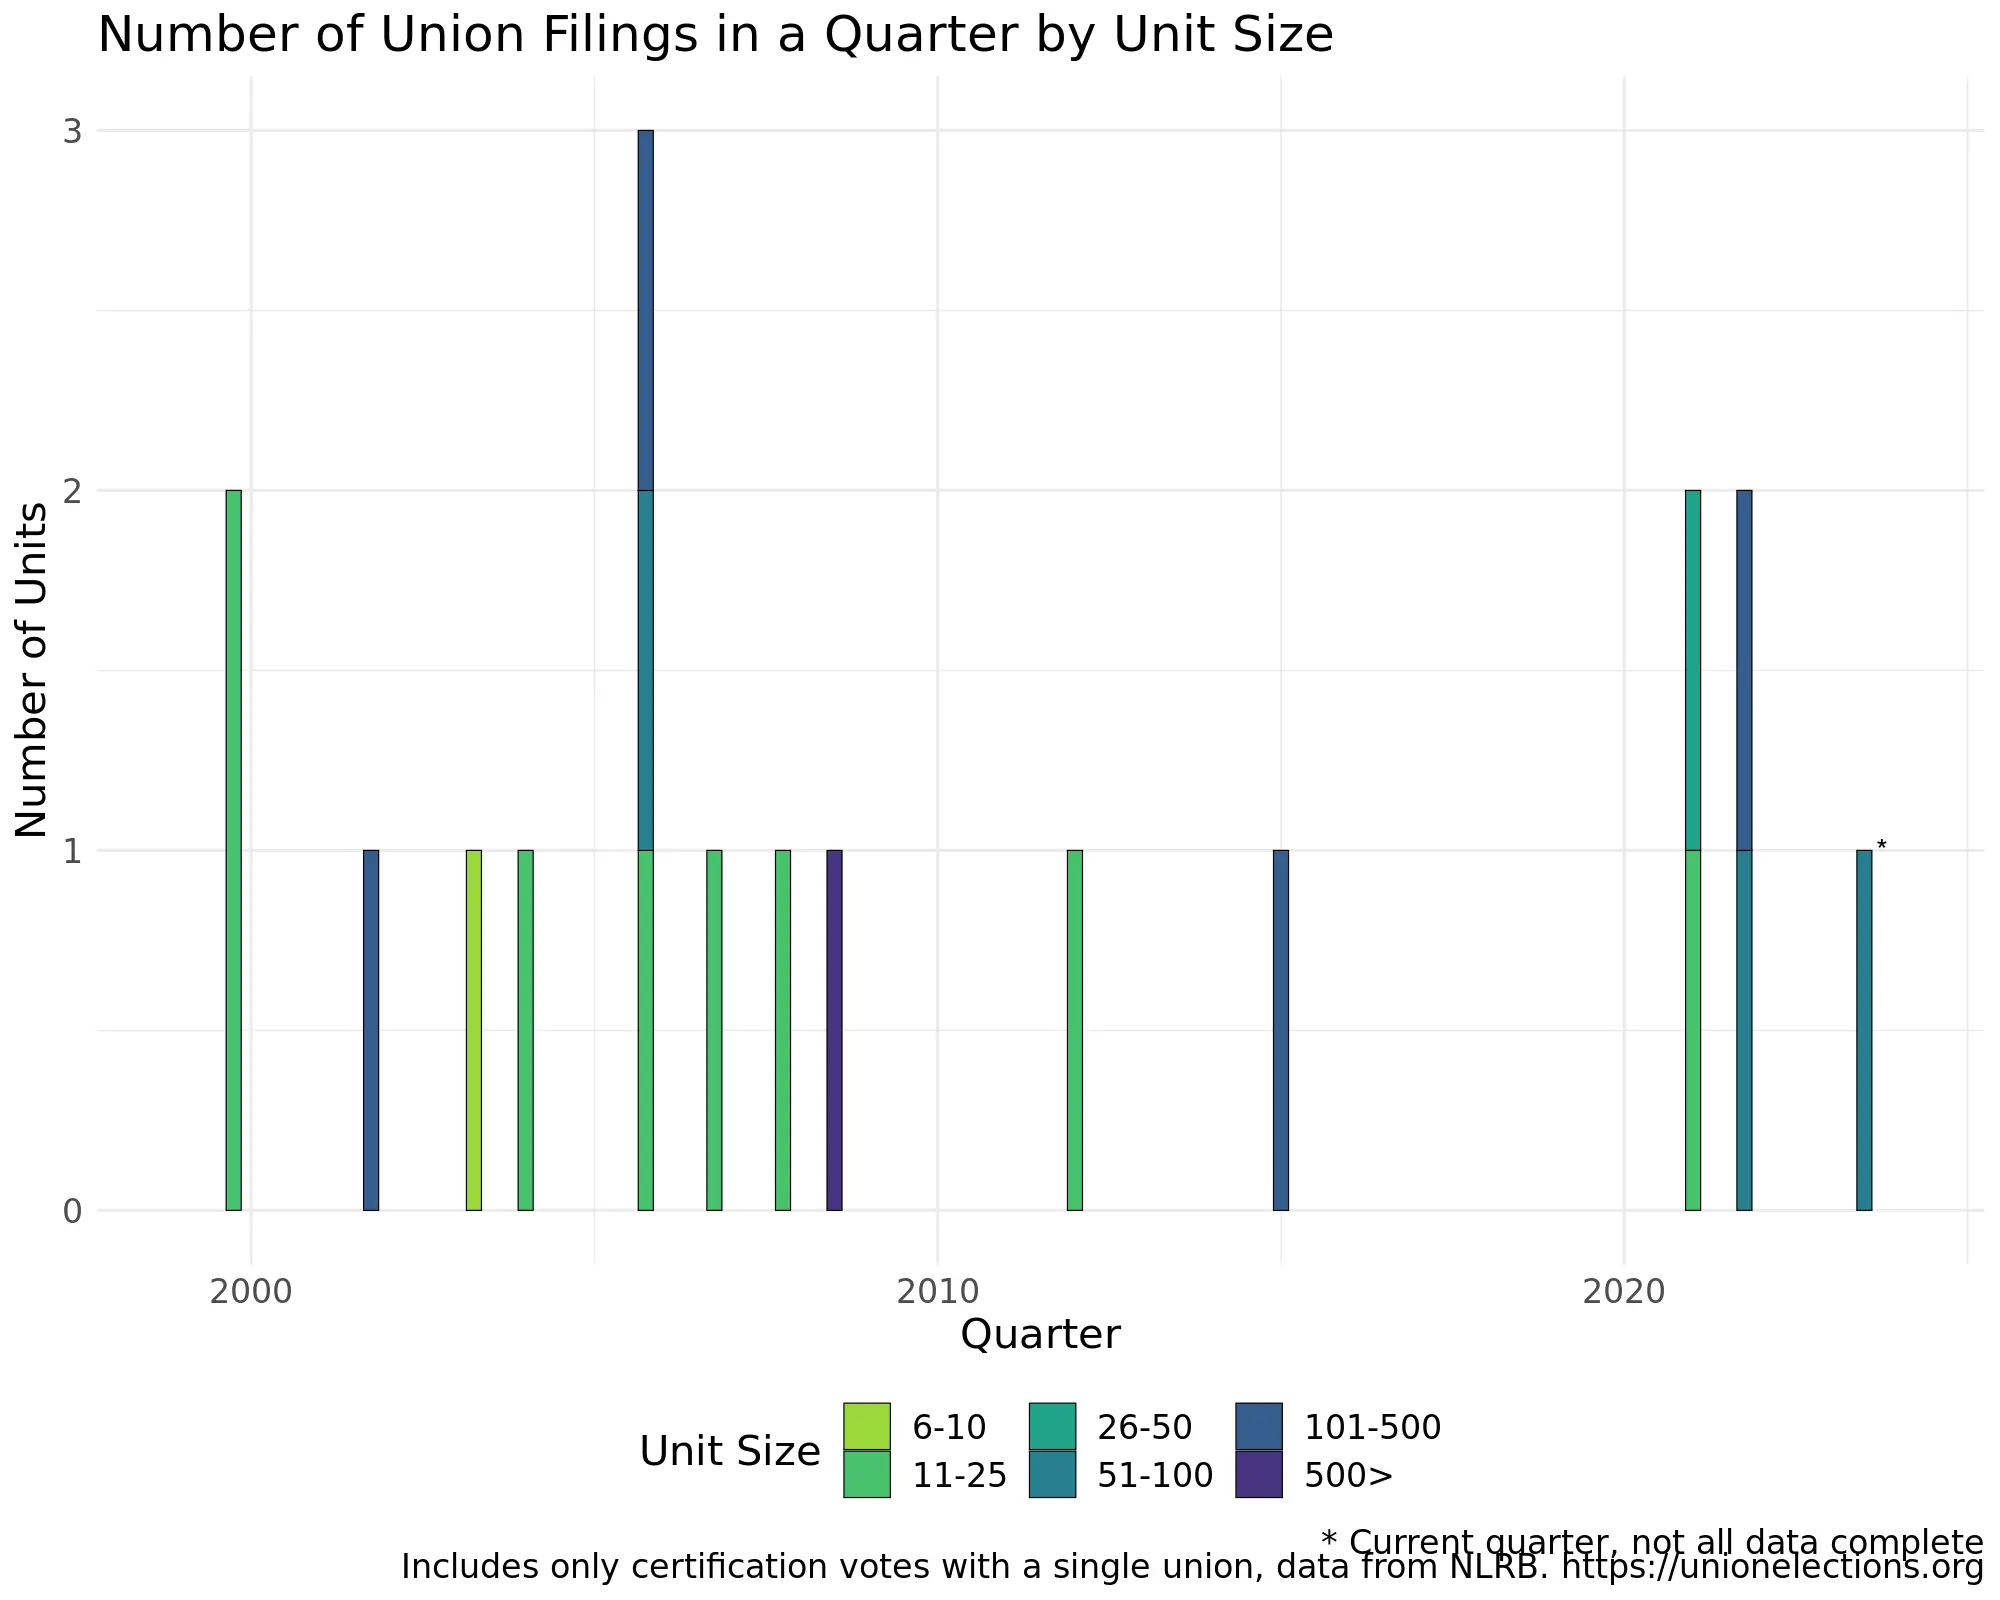 Number of Union Filings in a Quarter by Unit Size
Number of Units
3
2
1
0
*
2000 2010 2020
Quarter
Unit Size
6-10 26-50 101-500
11-25 51-100 500>
* Current quarter, not all data complete
Includes only certification votes with a single union, data from NLRB. https://unionelections.org